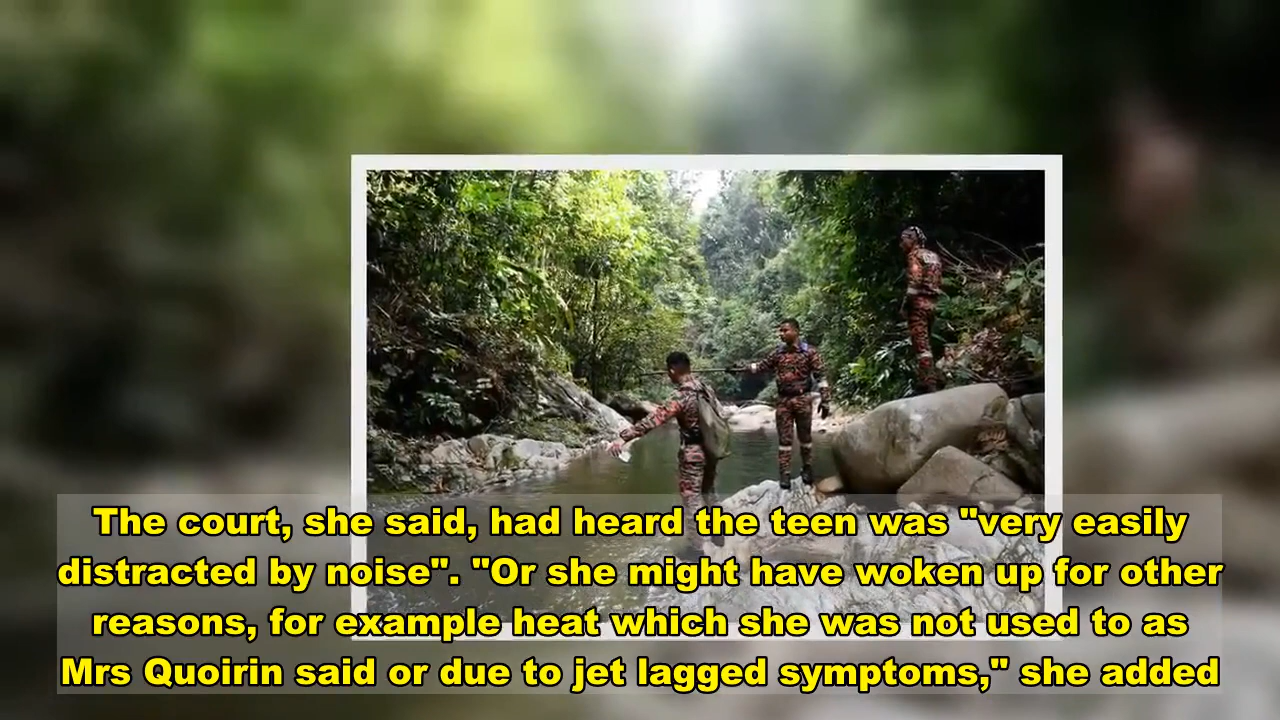 The court, she said, had heard the teen was "very easily
distracted by noise". "Or she might have woken up for other
reasons, for example heat which she was not used to as
Mrs Quoirin said or due to jet lagged symptoms," she added